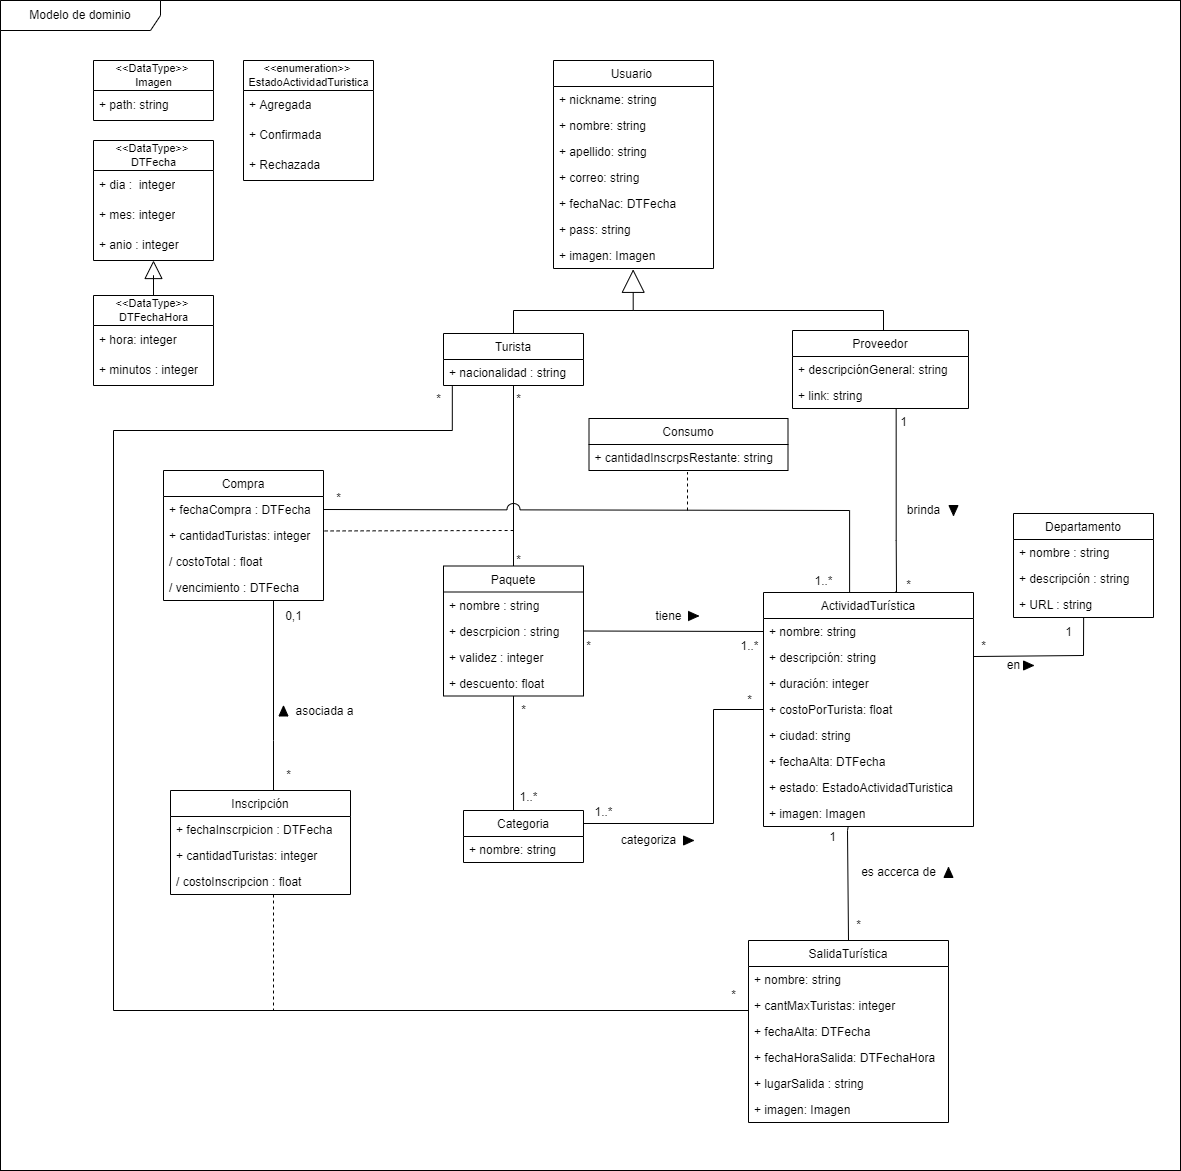 Modelo de dominio
<<DataType>>
Imagen
+ path: string
<<enumeration>>
EstadoActividadTuristica
+ Agregada
+ Confirmada
+ Rechazada
<<DataType>>
DTFecha
+ dia :  integer
+ mes: integer
+ anio : integer
<<DataType>>
DTFechaHora
+ hora: integer
+ minutos : integer
Usuario
+ nickname: string
+ nombre: string
+ apellido: string
+ correo: string
+ fechaNac: DTFecha
+ pass: string
+ imagen: Imagen
Turista
+ nacionalidad : string
*
*
Proveedor
+ descripciónGeneral: string
+ link: string
1
Consumo
+ cantidadInscrpsRestante: string
Compra
+ fechaCompra : DTFecha
+ cantidadTuristas: integer
/ costoTotal : float
/ vencimiento : DTFecha
*
0,1
brinda ▼
Departamento
+ nombre : string
+ descripción : string
+ URL : string
1
*
1..*
*
Paquete
+ nombre : string
+ descrpicion : string
+ validez : integer
+ descuento: float
tiene ▶
*
1..*
ActividadTurística
+ nombre: string
+ descripción: string
+ duración: integer
+ costoPorTurista: float
+ ciudad: string
+ fechaAlta: DTFecha
+ estado: EstadoActividadTuristica
+ imagen: Imagen
*
en ▶
*
*
▲ asociada a
*
1..*
1..*
Inscripción
+ fechaInscrpicion : DTFecha
+ cantidadTuristas: integer
/ costoInscripcion : float
Categoria
+ nombre: string
categoriza ▶
1
es accerca de ▲
*
*
SalidaTurística
+ nombre: string
+ cantMaxTuristas: integer
+ fechaAlta: DTFecha
+ fechaHoraSalida: DTFechaHora
+ lugarSalida : string
+ imagen: Imagen